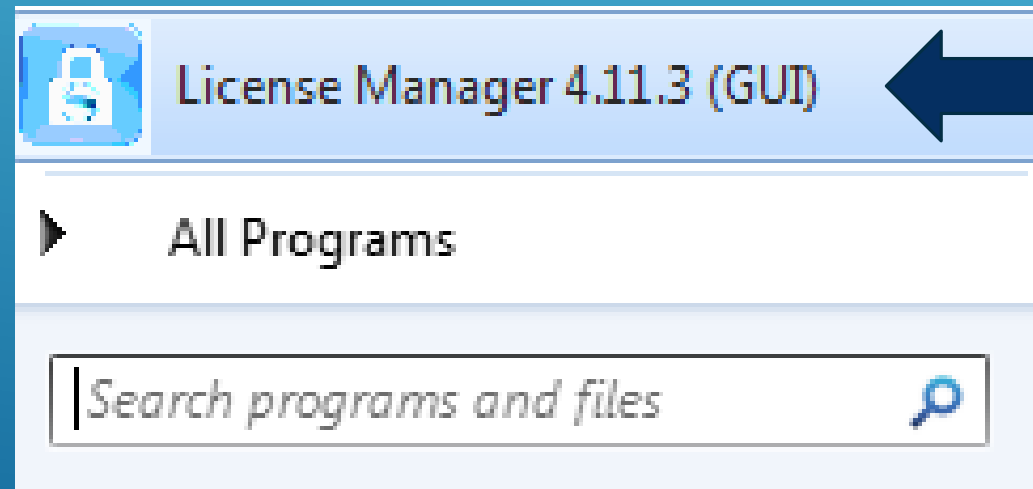 License Manager 4.11.3 (GUI)
All Programs
Search programs and files